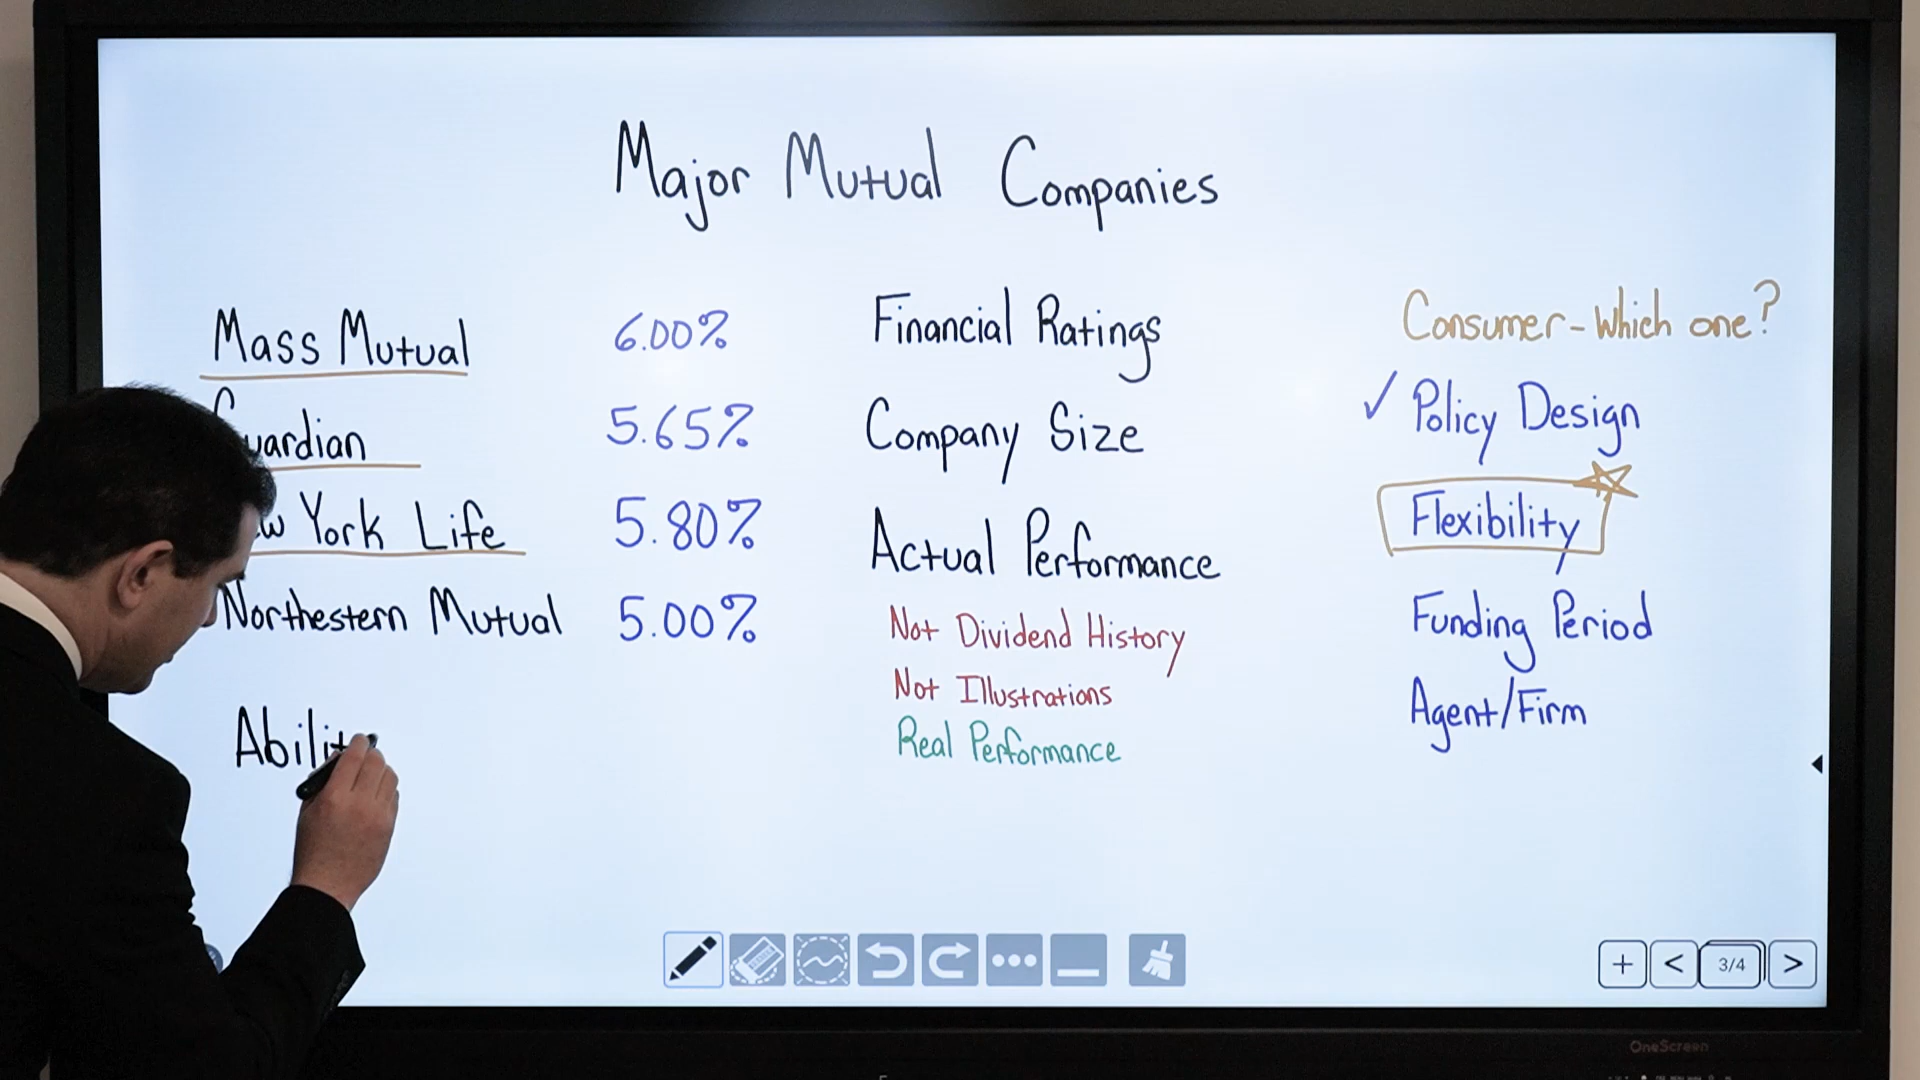 Major Mutual Companies
Mass Mutual 6.00%
uardian 5.65%
w York Life 5.80%
Northestern Mutual 5.00%
Abilit
Financial Ratings
Company Size
Actual Performance
Not Dividend History
Not Illustrations
Real Performance
Consumer - Which one?
✓ Policy Design
Flexibility
Funding Period
Agent/Firm
3/4
OneScreen